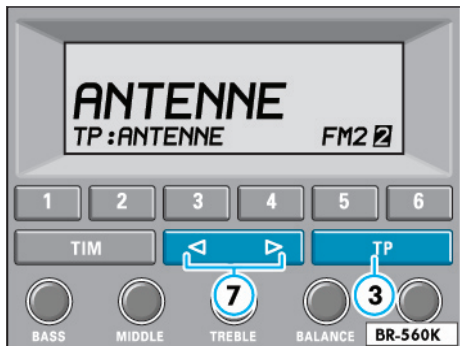 ANTENNE
TP:ANTENNE FM2 2
1 2 3 4 5 6
TIM ◁ ▷ TP
7 3
BASS MIDDLE TREBLE BALANCE BR-560K